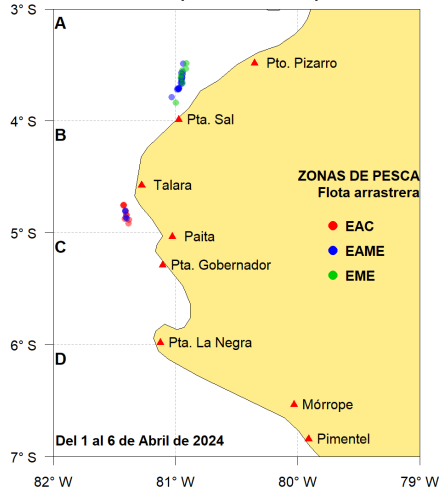 3° S
A
Pto. Pizarro
4° S
Pta. Sal
B
ZONAS DE PESCA
Talara
Flota arrastrera
EAC
5° S
Paita
EAME
C
Pta. Gobernador
EME
6° S
Pta. La Negra
D
Mórrope
Del 1 al 6 de Abril de 2024
Pimentel
7° S
82° W
81° W
80° W
79° W